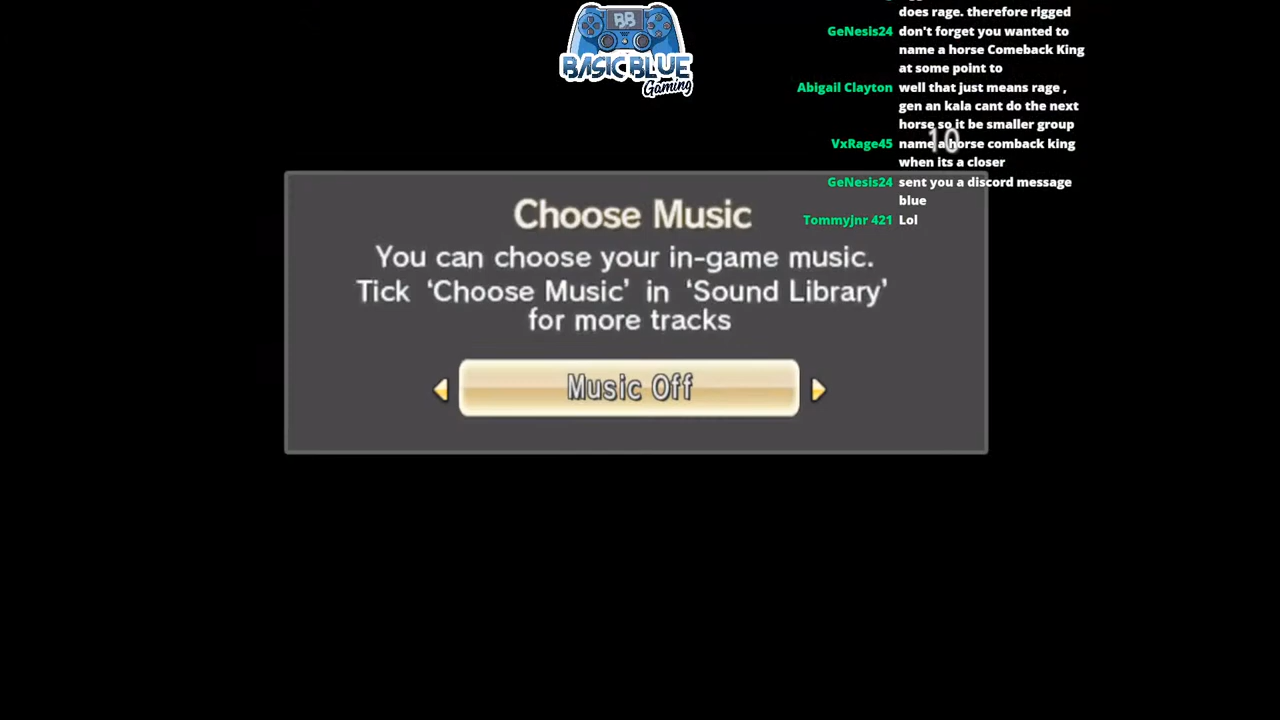 BB
BASIC BLUE
Gaming
does rage. therefore rigged
GeNesis24 don't forget you wanted to
name a horse Comeback King
at some point to
Abigail Clayton well that just means rage ,
gen an kala cant do the next
horse so it be smaller group
VxRage45 name a horse comback king
when its a closer
GeNesis24 sent you a discord message
blue
Tommyjnr 421 Lol
10
Choose Music
You can choose your in-game music.
Tick ‘Choose Music’ in ‘Sound Library’
for more tracks
Music Off